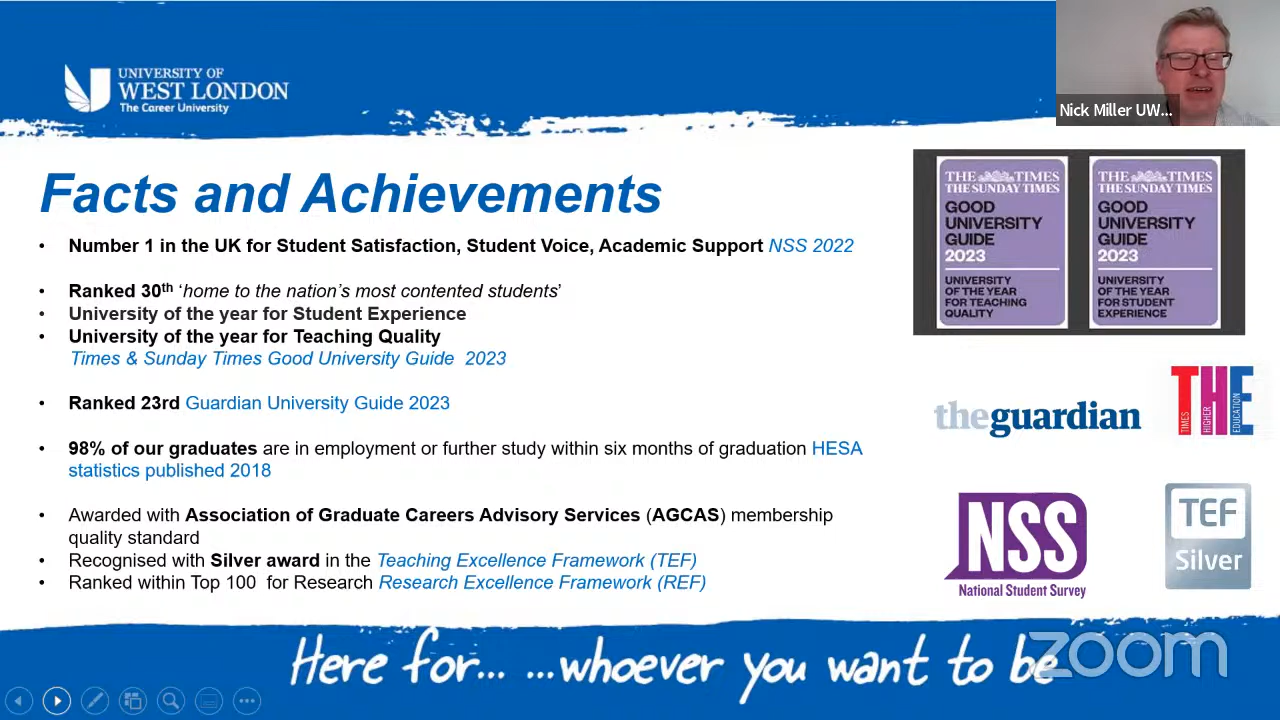 UNIVERSITY OF
WEST LONDON
The Career University
Nick Miller UW...
Facts and Achievements
• Number 1 in the UK for Student Satisfaction, Student Voice, Academic Support NSS 2022
• Ranked 30th ‘home to the nation’s most contented students’
• University of the year for Student Experience
• University of the year for Teaching Quality
Times & Sunday Times Good University Guide 2023
• Ranked 23rd Guardian University Guide 2023
• 98% of our graduates are in employment or further study within six months of graduation HESA
statistics published 2018
• Awarded with Association of Graduate Careers Advisory Services (AGCAS) membership
quality standard
• Recognised with Silver award in the Teaching Excellence Framework (TEF)
• Ranked within Top 100 for Research Research Excellence Framework (REF)
THE TIMES
THE SUNDAY TIMES
GOOD
UNIVERSITY
GUIDE
2023
UNIVERSITY
OF THE YEAR
FOR TEACHING
QUALITY
THE TIMES
THE SUNDAY TIMES
GOOD
UNIVERSITY
GUIDE
2023
UNIVERSITY
OF THE YEAR
FOR STUDENT
EXPERIENCE
theguardian
THE
TIMES
HIGHER
EDUCATION
NSS
National Student Survey
TEF
Silver
Here for... ...whoever you want to be
zoom